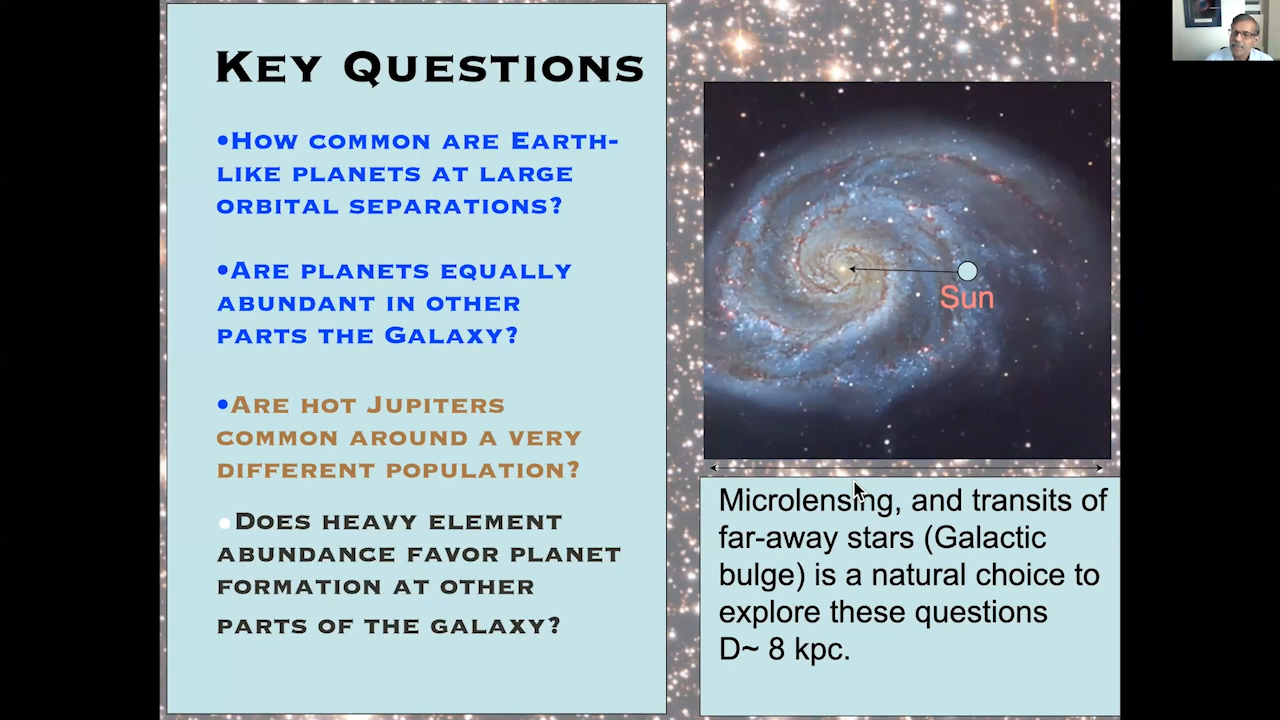 Key Questions
•How common are Earth-
like planets at large
orbital separations?
•Are planets equally
abundant in other
parts the Galaxy?
•Are hot Jupiters
common around a very
different population?
•Does heavy element
abundance favor planet
formation at other
parts of the galaxy?
Sun
Microlensing, and transits of
far-away stars (Galactic
bulge) is a natural choice to
explore these questions
D~ 8 kpc.